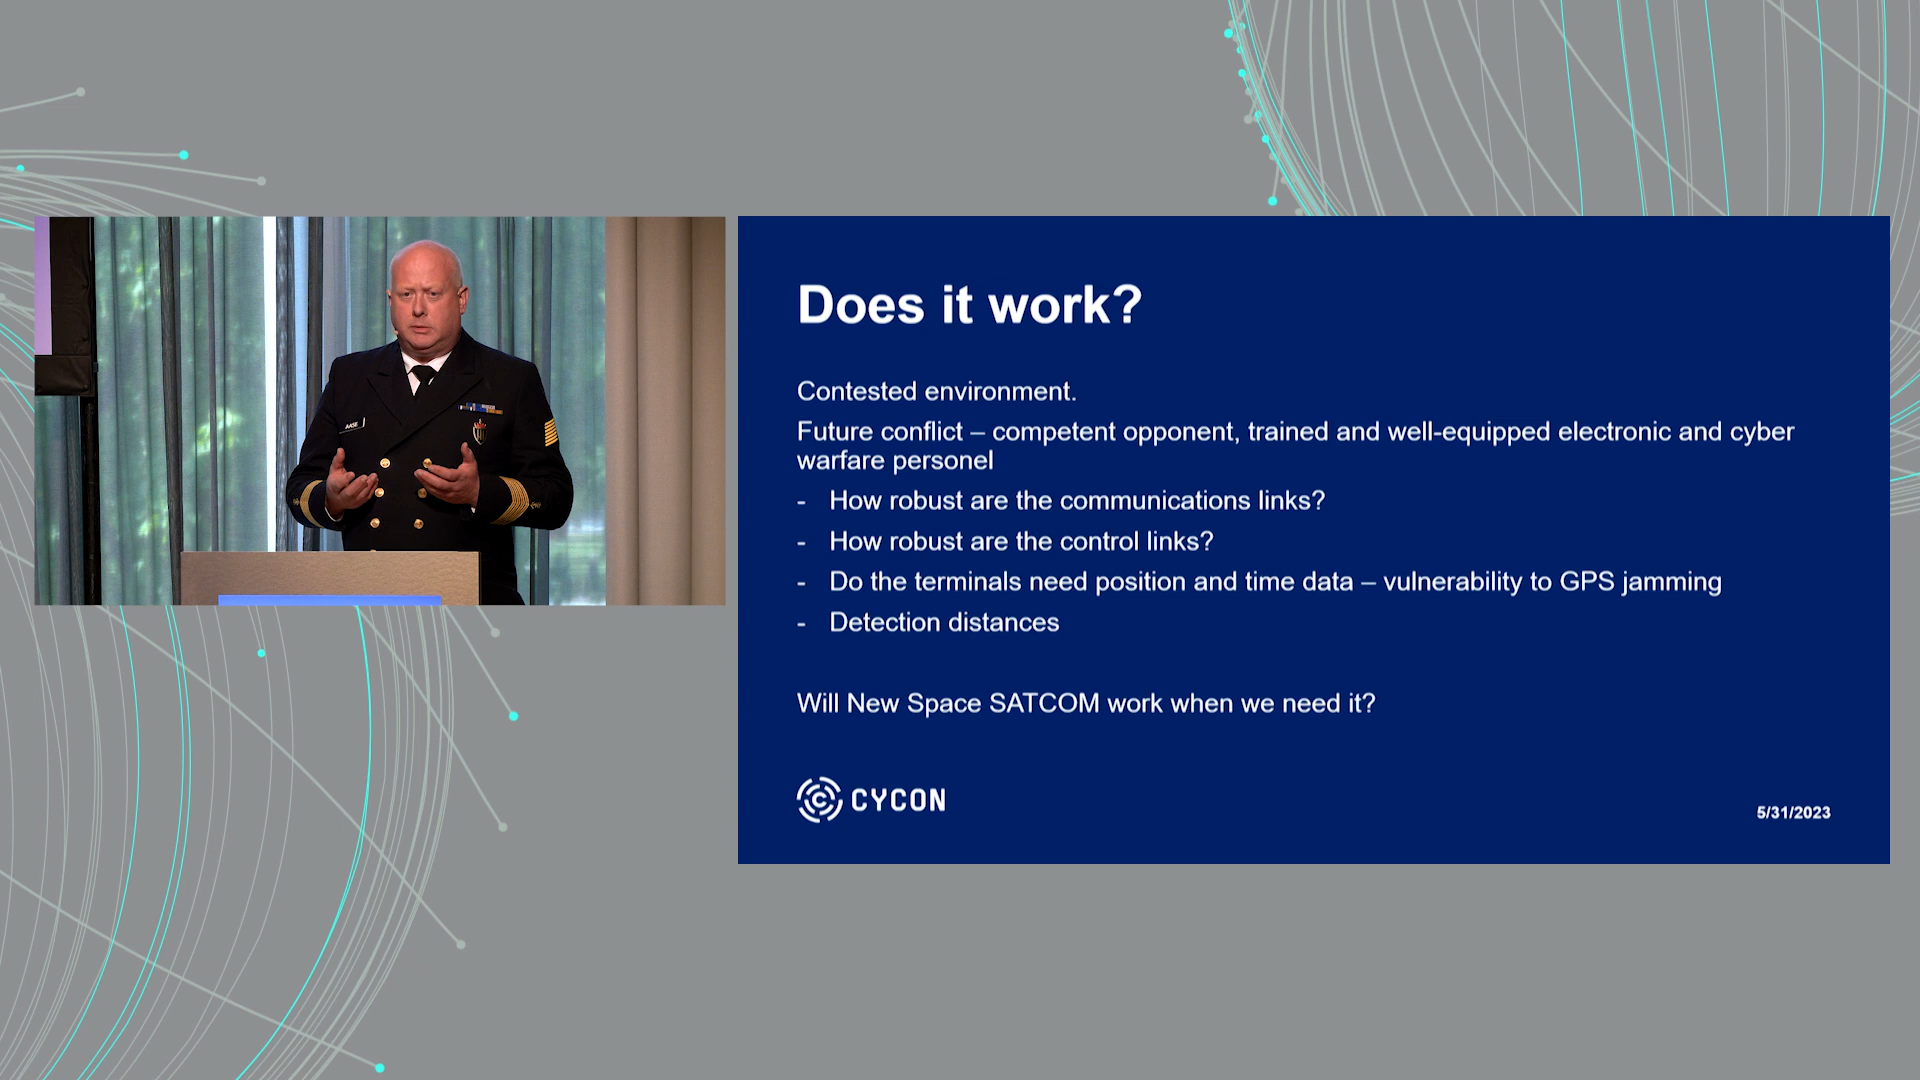 AASE
Does it work?
Contested environment.
Future conflict – competent opponent, trained and well-equipped electronic and cyber
warfare personel
- How robust are the communications links?
- How robust are the control links?
- Do the terminals need position and time data – vulnerability to GPS jamming
- Detection distances
Will New Space SATCOM work when we need it?
CYCON
5/31/2023